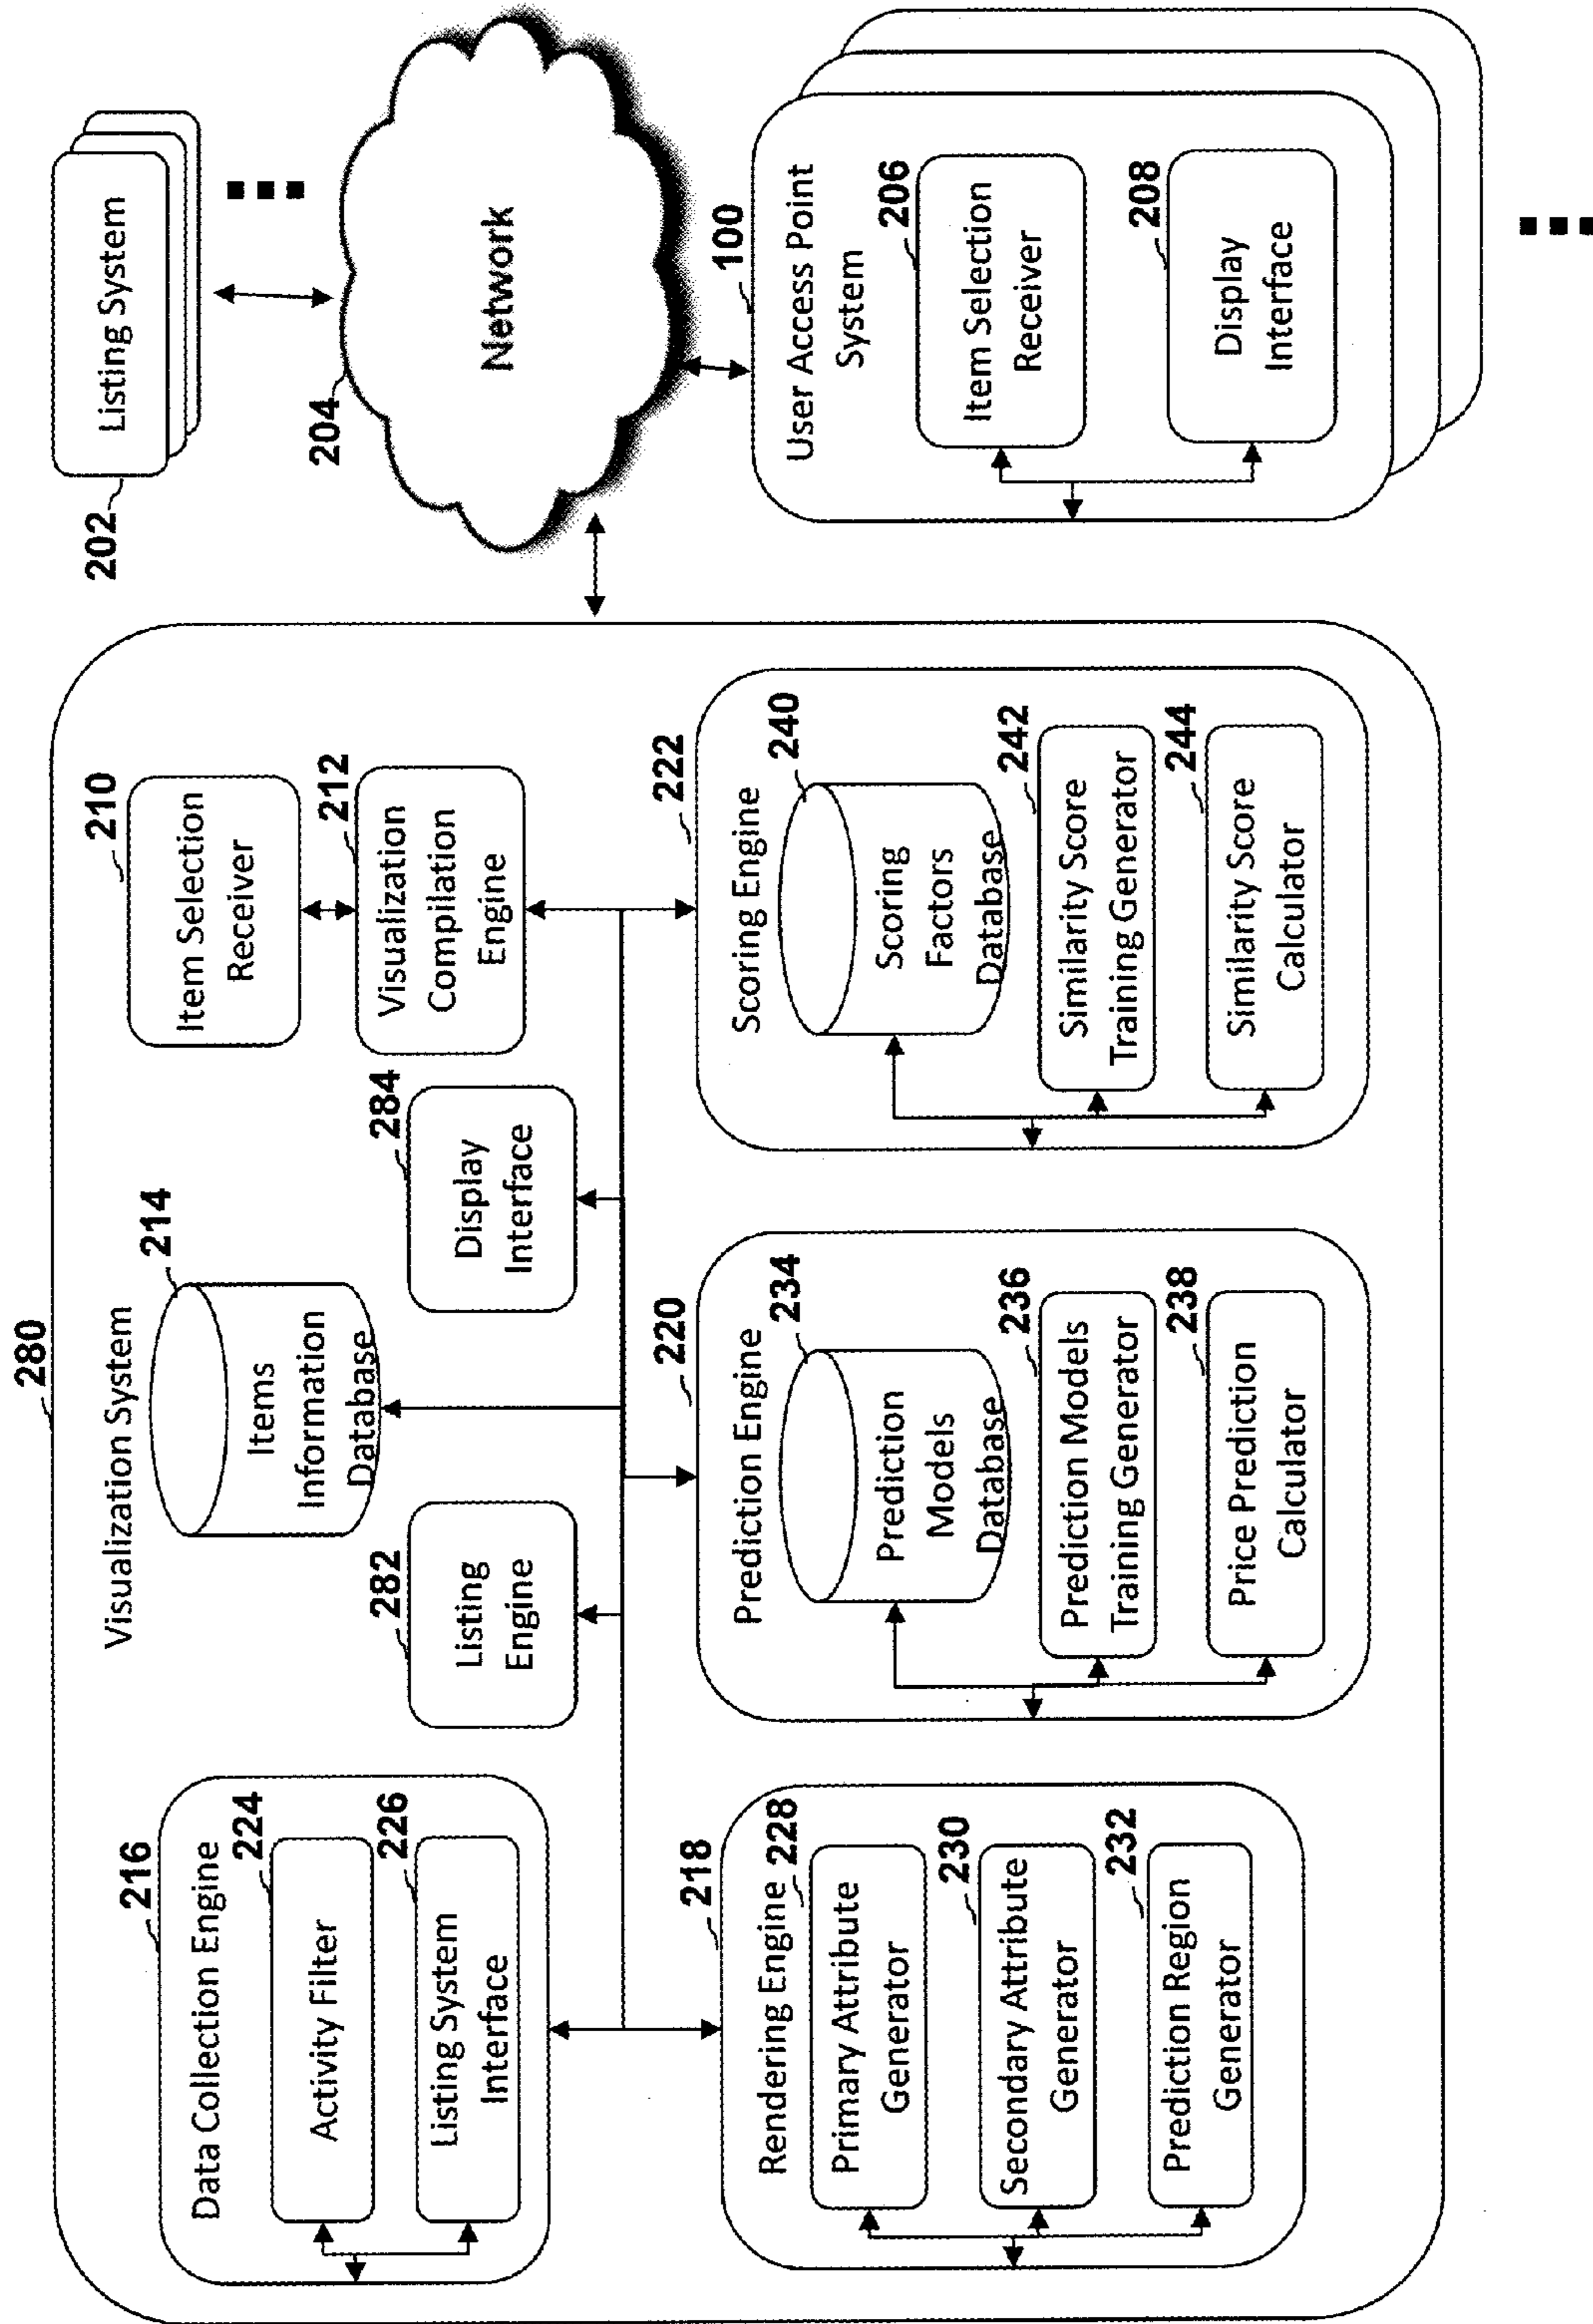 280
Visualization System
216
Data Collection Engine
224
Activity Filter
226
Listing System
Interface
282
Listing
Engine
214
Items
Information
Database
284
Display
Interface
210
Item Selection
Receiver
212
Visualization
Compilation
Engine
218
Rendering Engine
228
Primary Attribute
Generator
230
Secondary Attribute
Generator
232
Prediction Region
Generator
220
Prediction Engine
234
Prediction
Models
Database
236
Prediction Models
Training Generator
238
Price Prediction
Calculator
222
Scoring Engine
240
Scoring
Factors
Database
242
Similarity Score
Training Generator
244
Similarity Score
Calculator
202
Listing System
204
Network
100
User Access Point
System
206
Item Selection
Receiver
208
Display
Interface